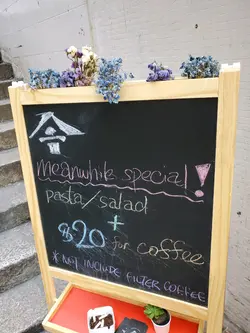 meanwhile special!
pasta/salad
+
$20 for coffee
* NOT INCLUDE FILTER COFFEE